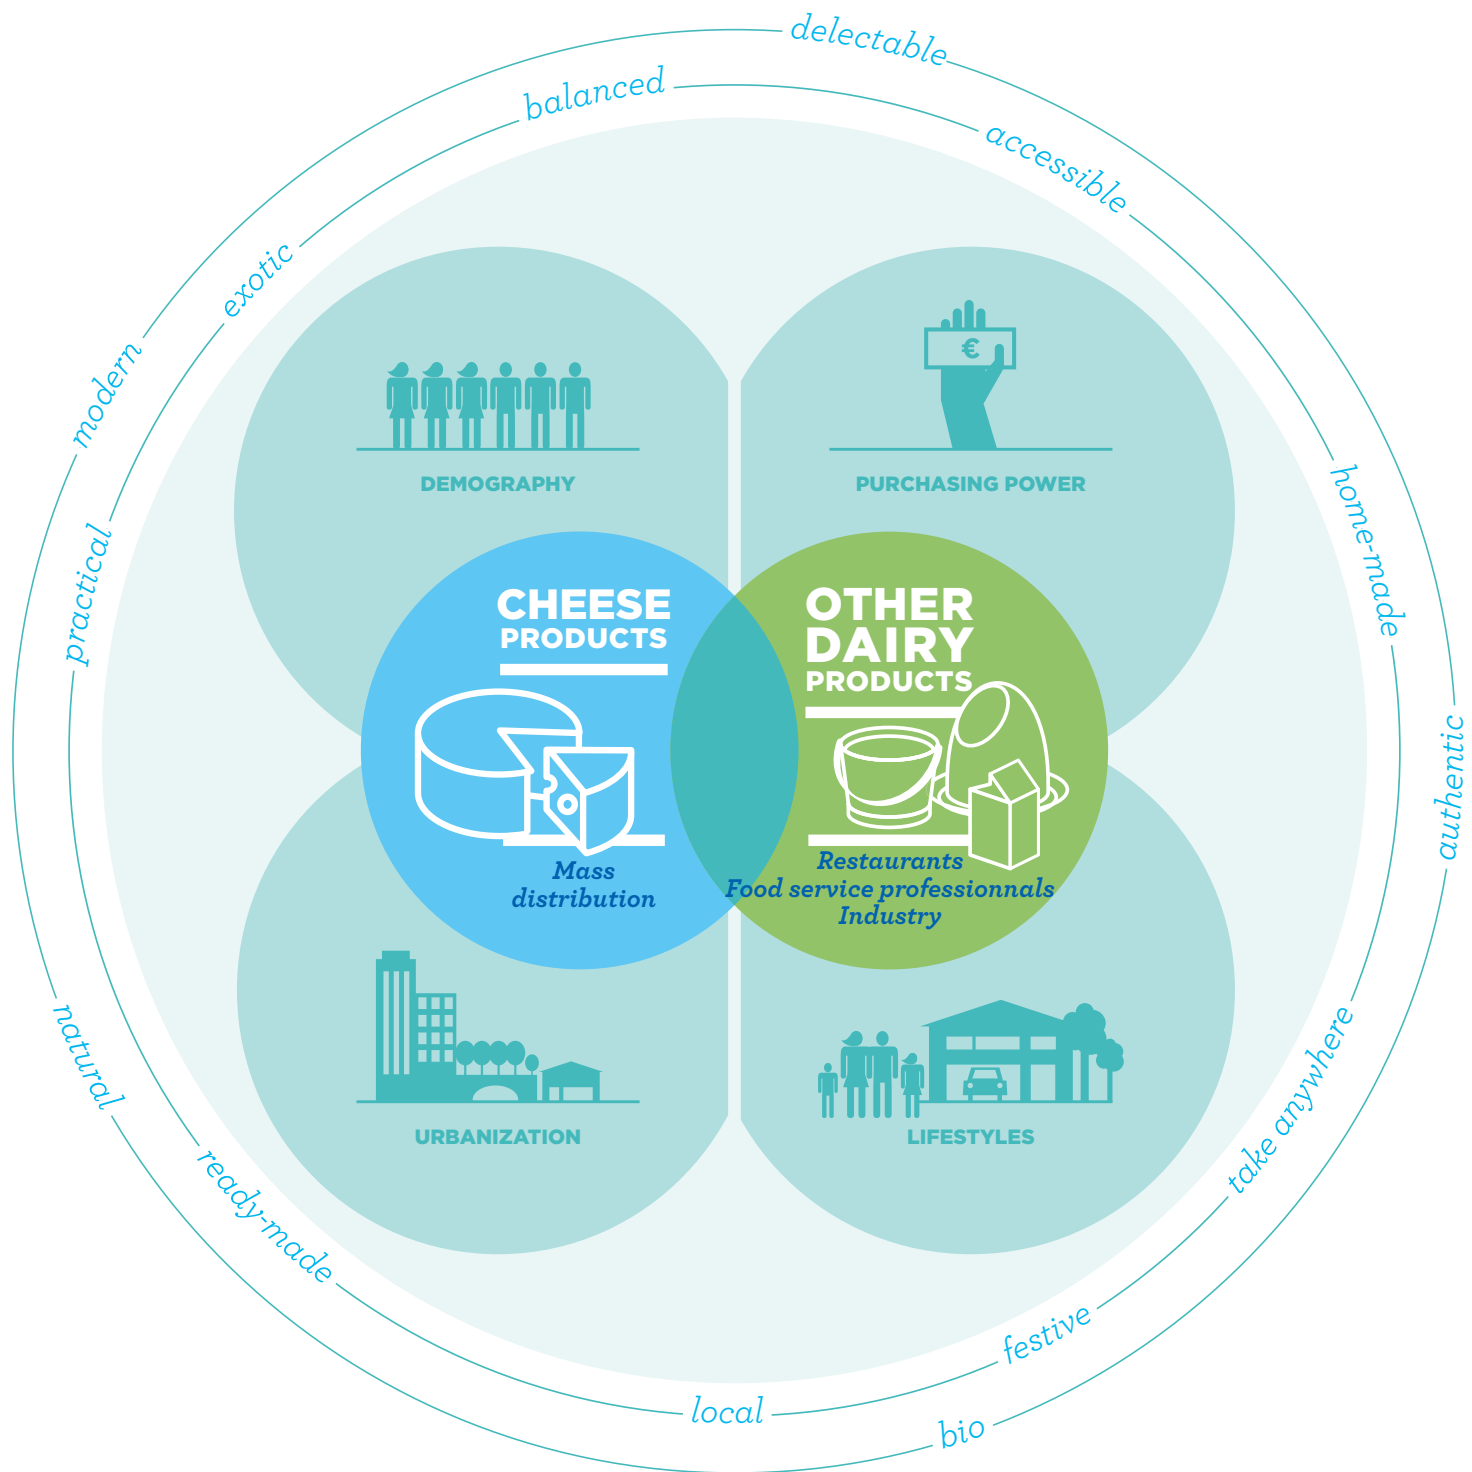 delectable
balanced
accessible
exotic
modern
€
DEMOGRAPHY
PURCHASING POWER
home-made
practical
CHEESE
PRODUCTS
OTHER
DAIRY
PRODUCTS
authentic
Mass
distribution
Restaurants
Food service professionnals
Industry
natural
take anywhere
URBANIZATION
LIFESTYLES
ready-made
festive
local
bio